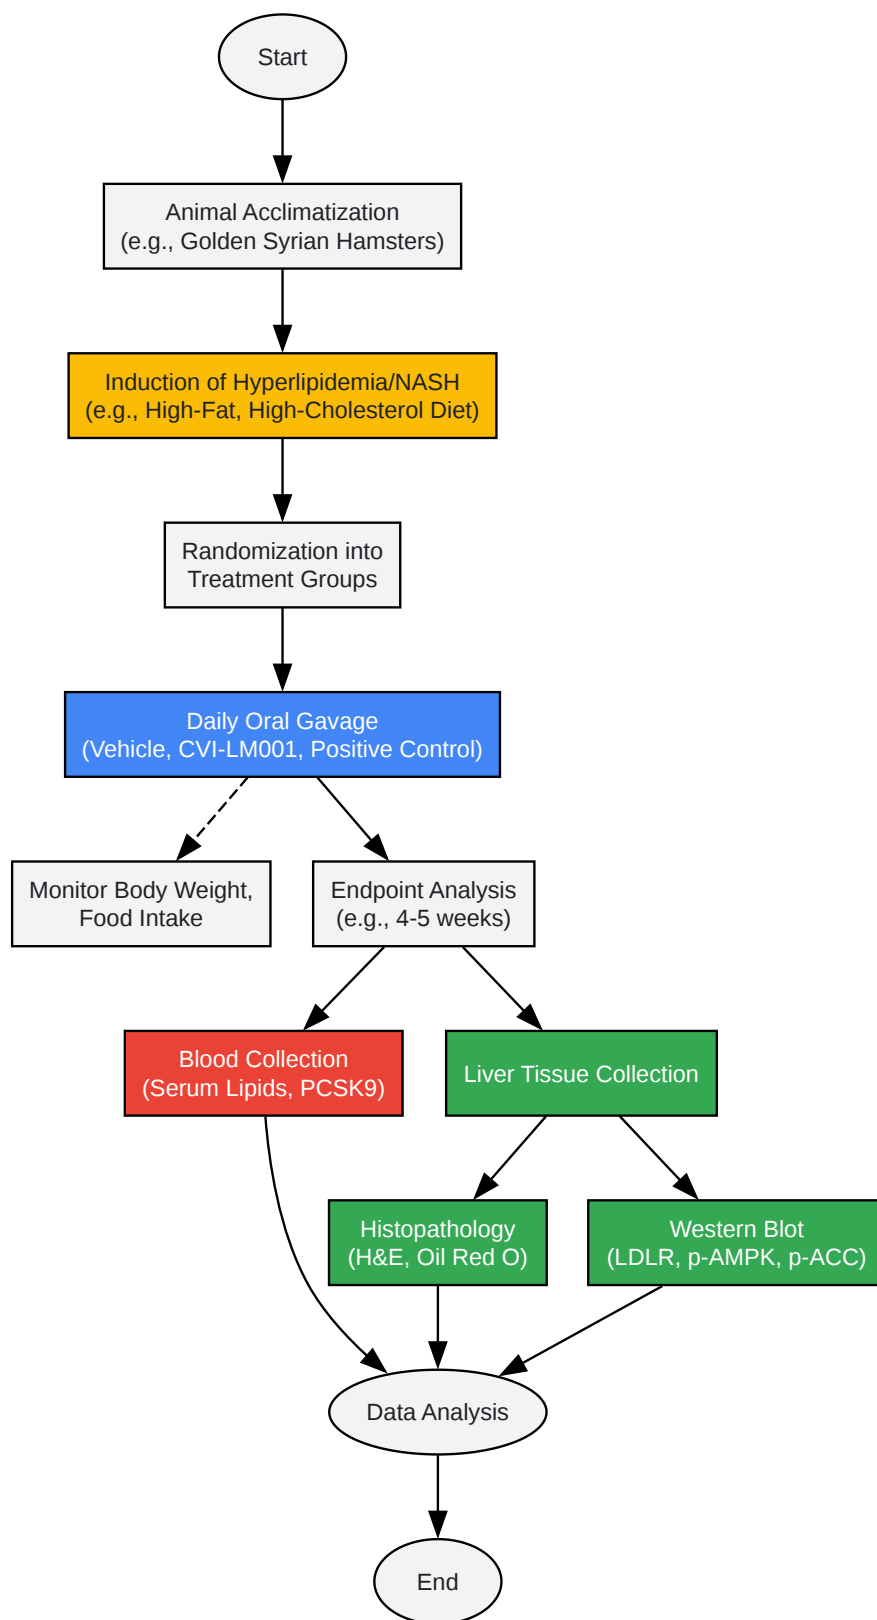 Start
Animal Acclimatization
(e.g., Golden Syrian Hamsters)
Induction of Hyperlipidemia/NASH
(e.g., High-Fat, High-Cholesterol Diet)
Randomization into
Treatment Groups
Daily Oral Gavage
(Vehicle, CVI-LM001, Positive Control)
Monitor Body Weight,
Food Intake
Endpoint Analysis
(e.g., 4-5 weeks)
Blood Collection
(Serum Lipids, PCSK9)
Liver Tissue Collection
Histopathology
(H&E, Oil Red O)
Western Blot
(LDLR, p-AMPK, p-ACC)
Data Analysis
End